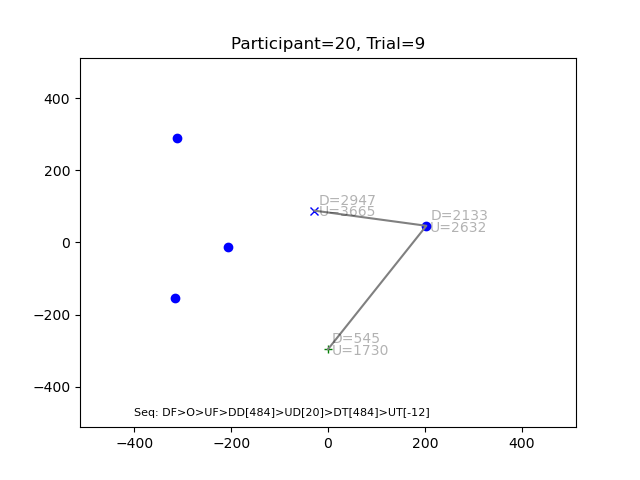 Participant=20, Trial=9
400
200
0
−200
−400
D=2947
U=3665
D=2133
U=2632
D=545
U=1730
Seq: DF>O>UF>DD[484]>UD[20]>DT[484]>UT[-12]
−400
−200
0
200
400